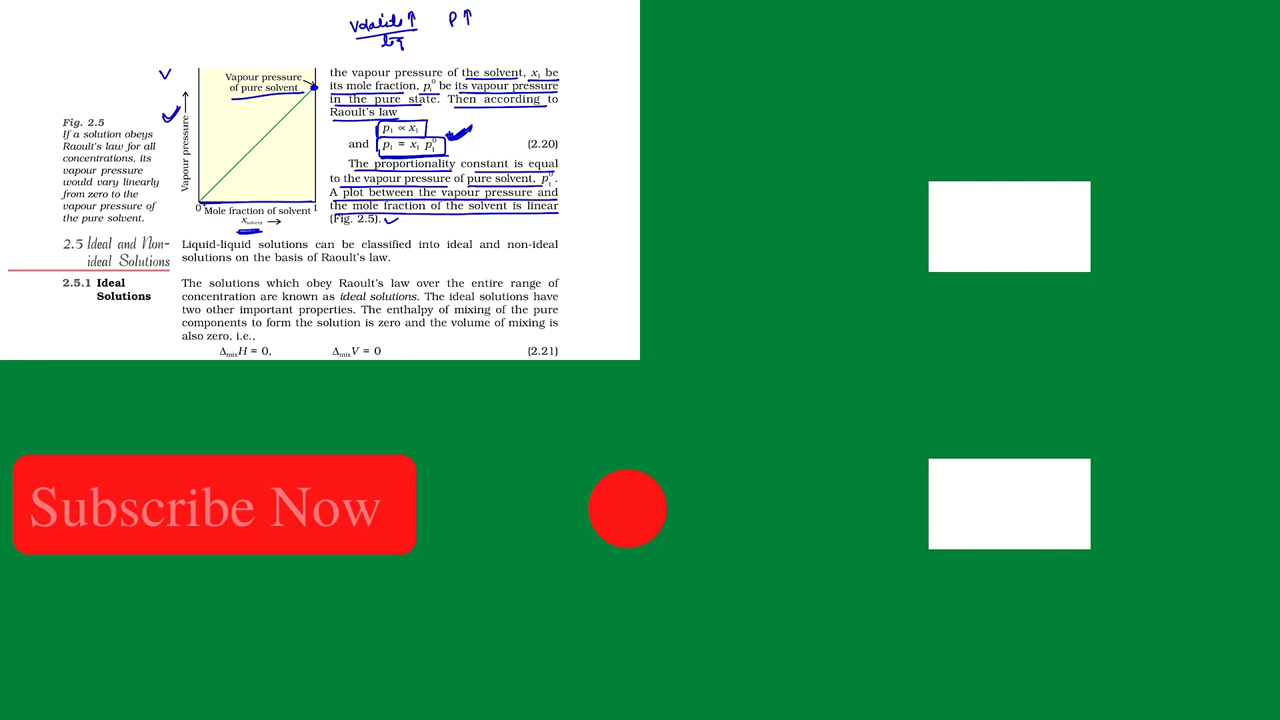 Volatile ↑ P ↑
liq
V
Vapour pressure
of pure solvent
Vapour pressure →
0 Mole fraction of solvent 1
x solvent →
Fig. 2.5
If a solution obeys
Raoult's law for all
concentrations, its
vapour pressure
would vary linearly
from zero to the
vapour pressure of
the pure solvent.
the vapour pressure of the solvent, x₁ be
its mole fraction, p₁⁰ be its vapour pressure
in the pure state. Then according to
Raoult's law
p₁ ∝ x₁
and p₁ = x₁ p₁⁰ (2.20)
The proportionality constant is equal
to the vapour pressure of pure solvent, p₁⁰.
A plot between the vapour pressure and
the mole fraction of the solvent is linear
(Fig. 2.5).
2.5 Ideal and Non-
ideal Solutions
Liquid-liquid solutions can be classified into ideal and non-ideal
solutions on the basis of Raoult's law.
2.5.1 Ideal
Solutions
The solutions which obey Raoult's law over the entire range of
concentration are known as ideal solutions. The ideal solutions have
two other important properties. The enthalpy of mixing of the pure
components to form the solution is zero and the volume of mixing is
also zero, i.e.,
ΔmixH = 0, ΔmixV = 0 (2.21)
Subscribe Now